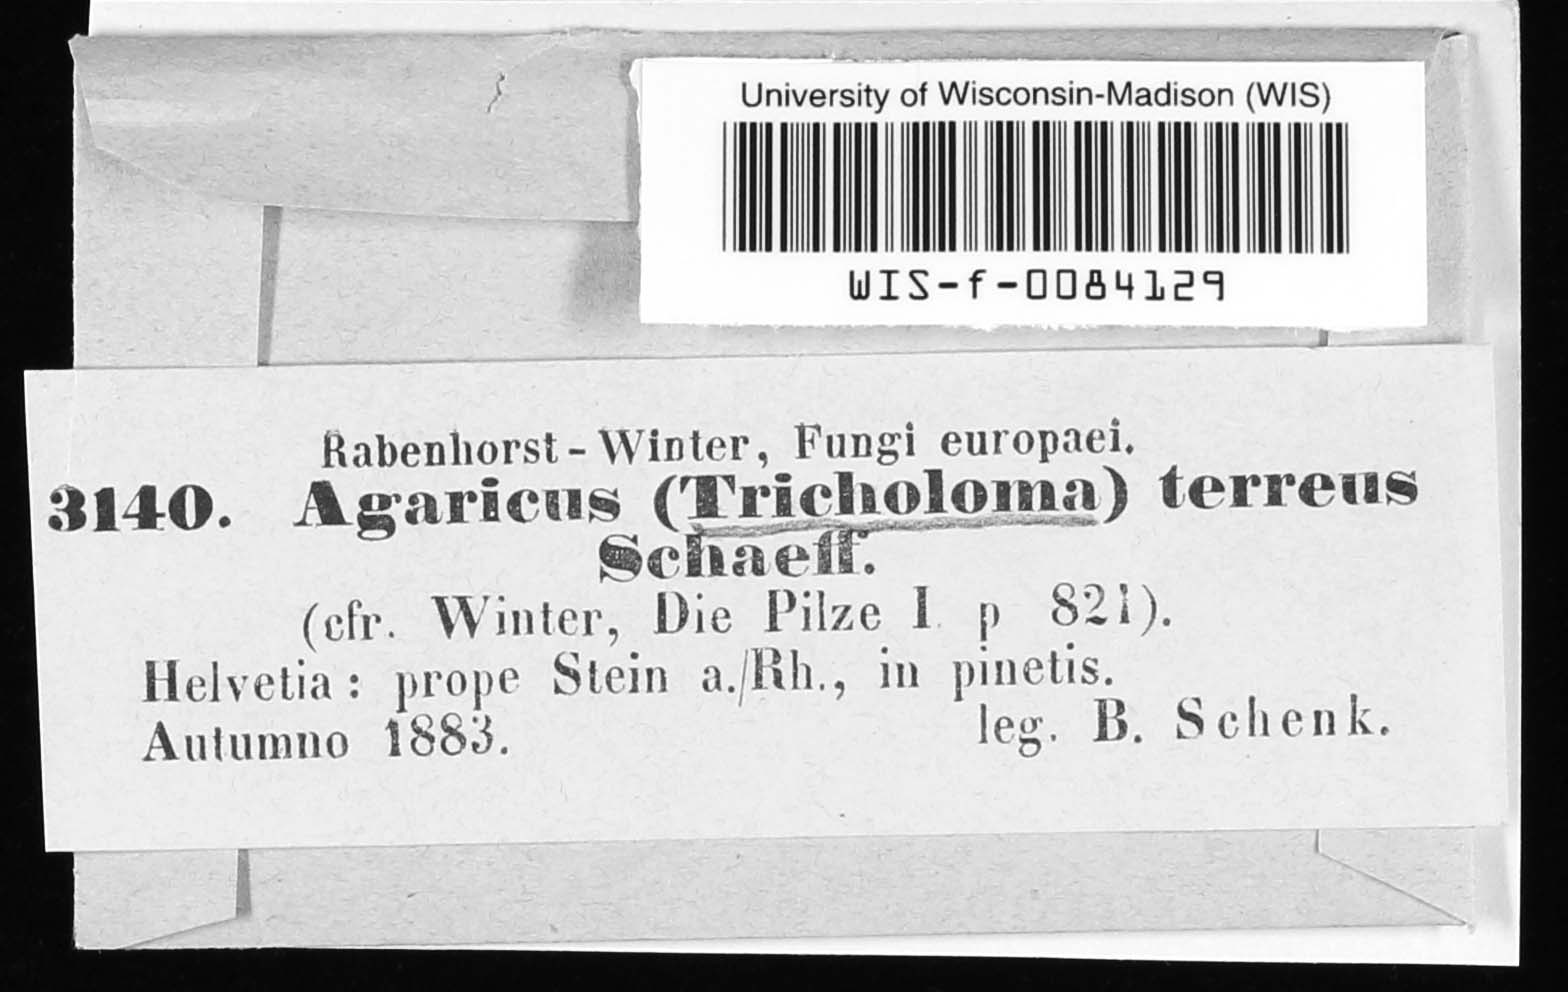 University of Wisconsin-Madison (WIS)
WIS-f-0084129
Rabenhorst-Winter, Fungi europaei.
3140. Agaricus (Tricholoma) terreus
Schaeff.
(cfr. Winter, Die Pilze I. p 821).
Helvetia: prope Stein a./Rh., in pinetis.
Autumno 1883. leg. B. Schenk.